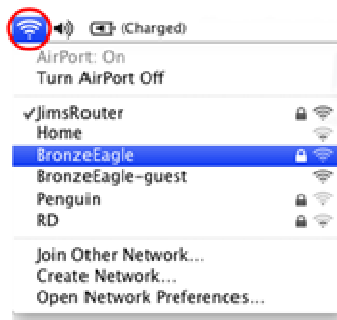 (Charged)
AirPort: On
Turn AirPort Off
✓JimsRouter
Home
BronzeEagle
BronzeEagle-guest
Penguin
RD
Join Other Network...
Create Network...
Open Network Preferences...